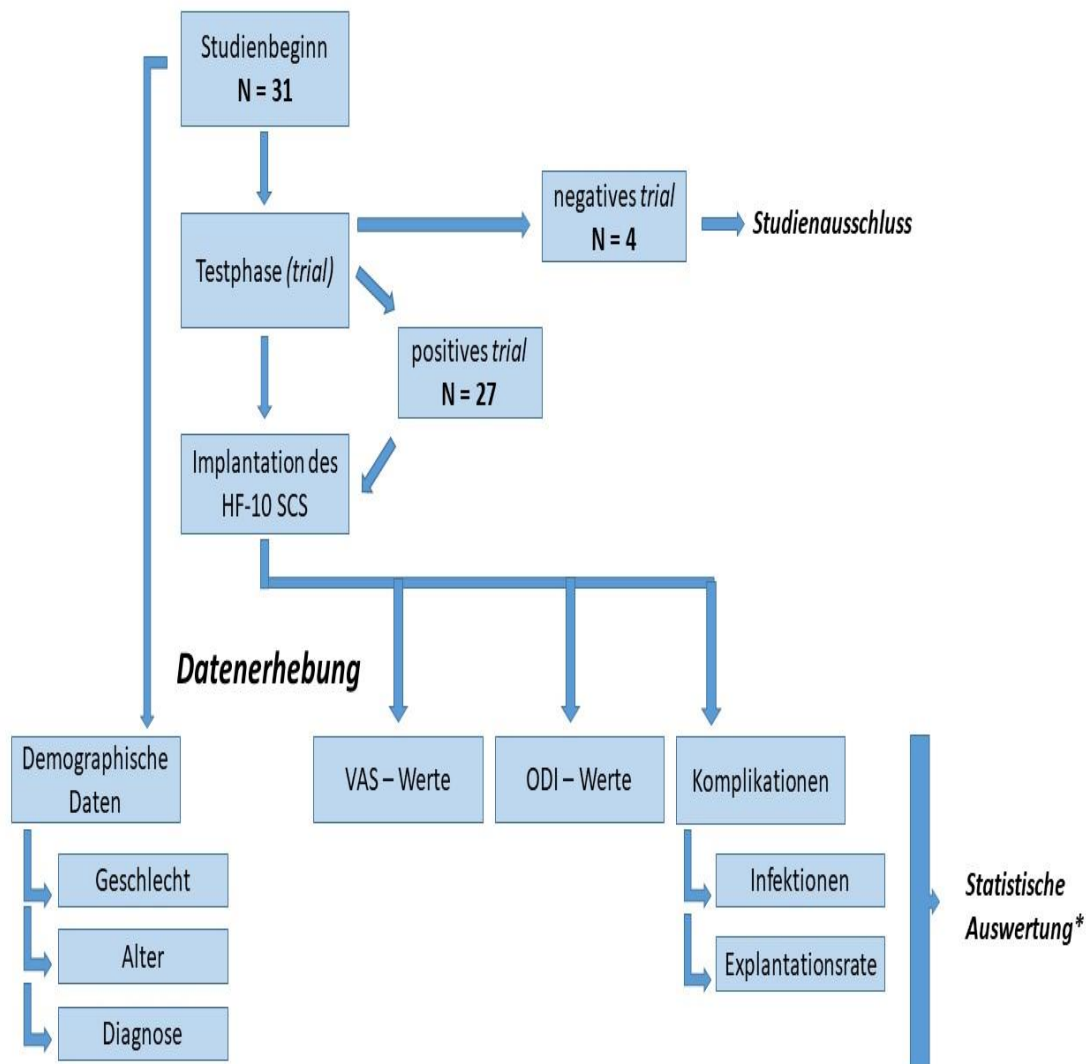 Studienbeginn
N = 31
negatives trial
N = 4
Studienausschluss
Testphase (trial)
positives trial
N = 27
Implantation des
HF-10 SCS
Datenerhebung
Demographische
Daten
VAS – Werte
ODI – Werte
Komplikationen
Geschlecht
Alter
Diagnose
Infektionen
Explantationsrate
Statistische
Auswertung*